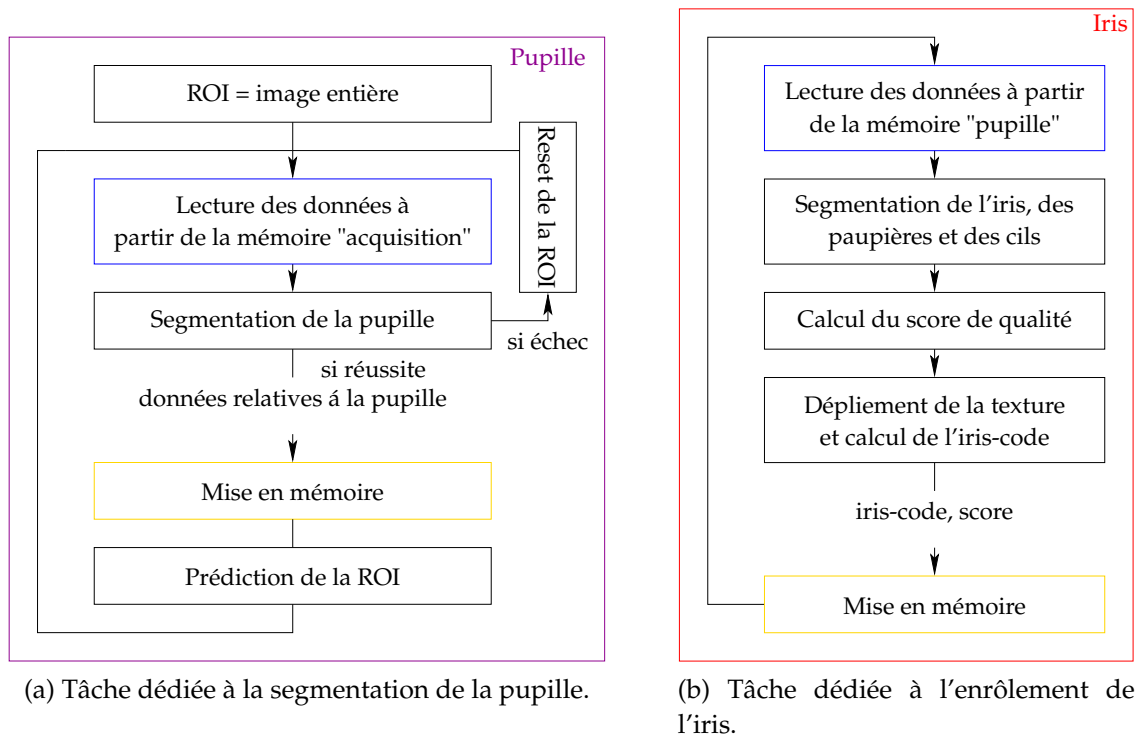 Pupille
ROI = image entière
Reset de la ROI
Lecture des données à
partir de la mémoire "acquisition"
Segmentation de la pupille
si échec
si réussite
données relatives á la pupille
Mise en mémoire
Prédiction de la ROI
(a) Tâche dédiée à la segmentation de la pupille.
Iris
Lecture des données à partir
de la mémoire "pupille"
Segmentation de l'iris, des
paupières et des cils
Calcul du score de qualité
Dépliement de la texture
et calcul de l'iris-code
iris-code, score
Mise en mémoire
(b) Tâche dédiée à l'enrôlement de
l'iris.